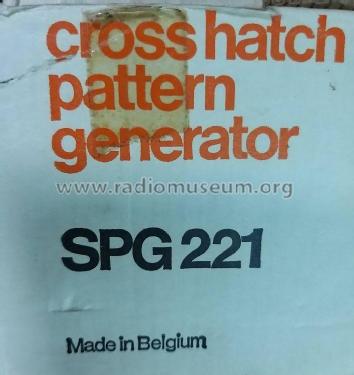 cross hatch
pattern
generator
www.radiomuseum.org
SPG 221
Made in Belgium